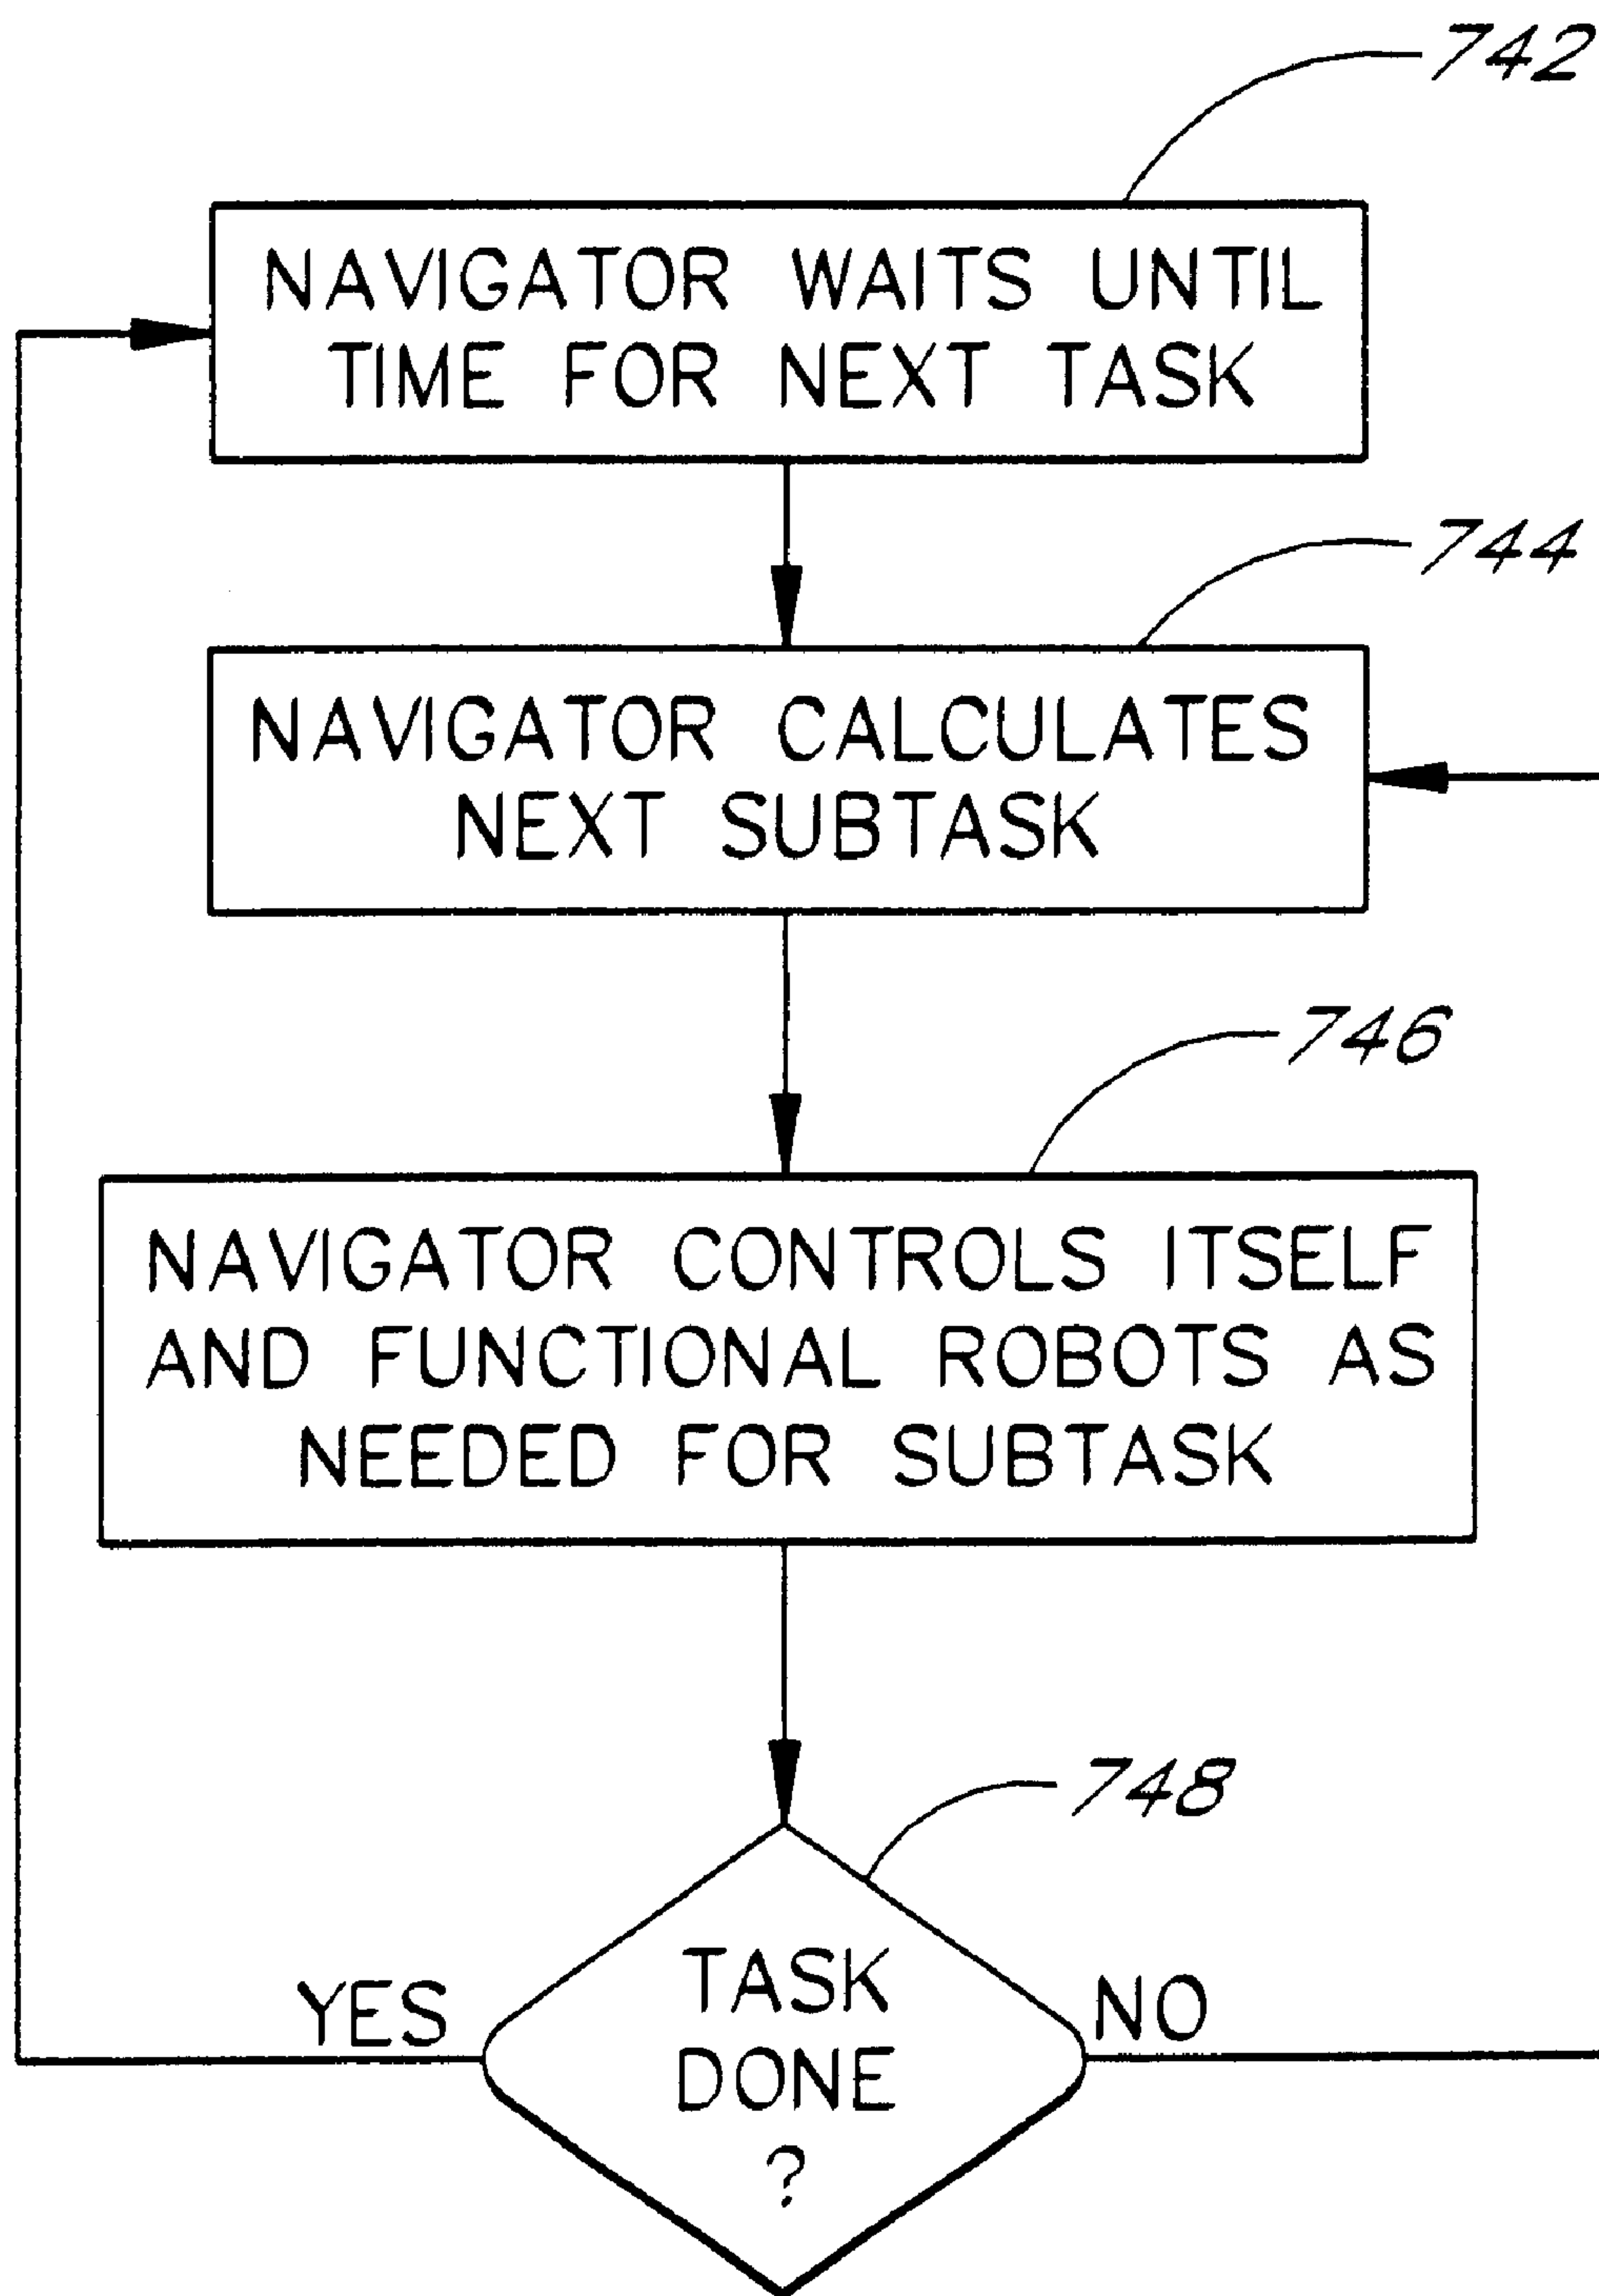 742
NAVIGATOR WAITS UNTIL
TIME FOR NEXT TASK
744
NAVIGATOR CALCULATES
NEXT SUBTASK
746
NAVIGATOR CONTROLS ITSELF
AND FUNCTIONAL ROBOTS AS
NEEDED FOR SUBTASK
748
TASK
DONE
?
YES
NO